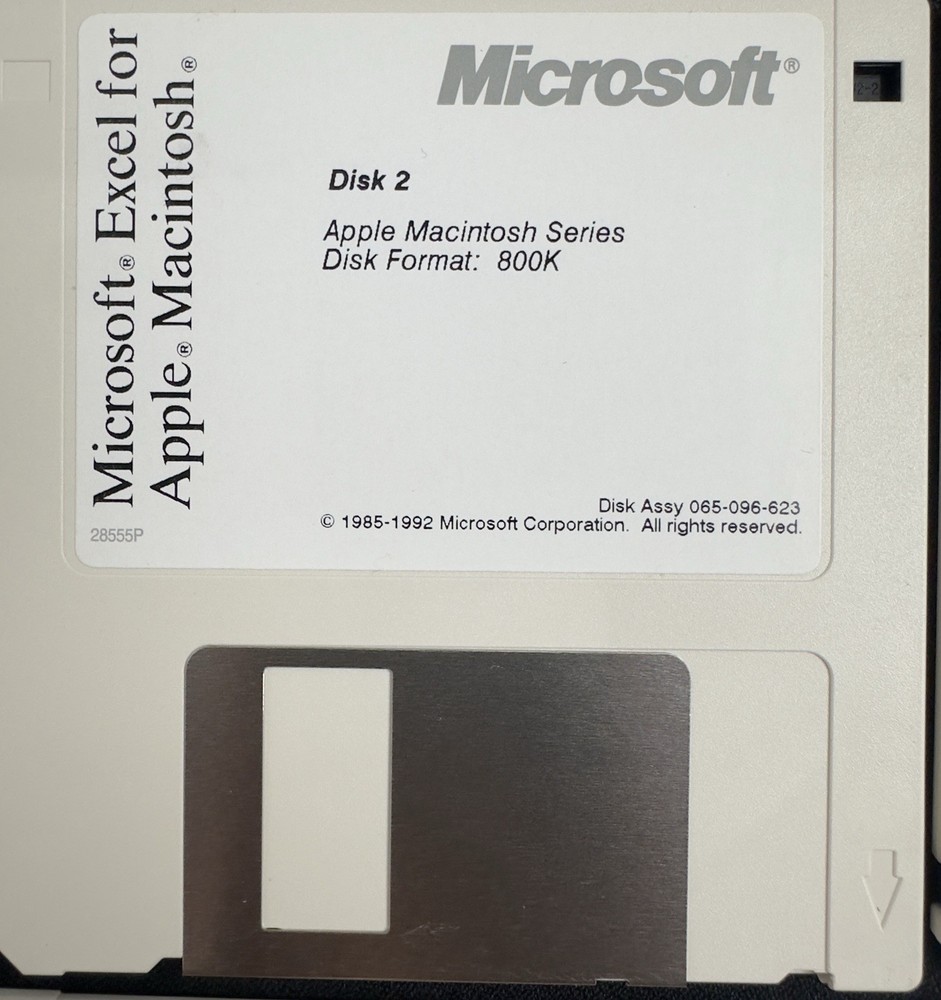 Microsoft® Excel for
Apple® Macintosh®
Microsoft®
Disk 2
Apple Macintosh Series
Disk Format: 800K
Disk Assy 065-096-623
© 1985-1992 Microsoft Corporation. All rights reserved.
28555P